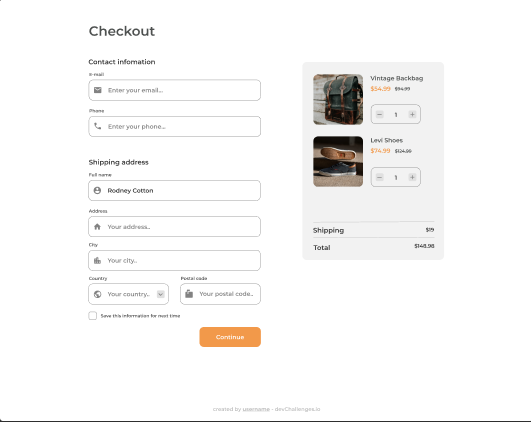 Checkout
Contact infomation
E-mail
Enter your email...
Phone
Enter your phone...
Shipping address
Full name
Rodney Cotton
Address
Your address..
City
Your city..
Country
Postal code
Your country..
Your postal code..
Save this information for next time
Continue
Vintage Backbag
$54.99 $94.99
1
Levi Shoes
$74.99 $124.99
1
Shipping $19
Total $148.98
created by username - devChallenges.io